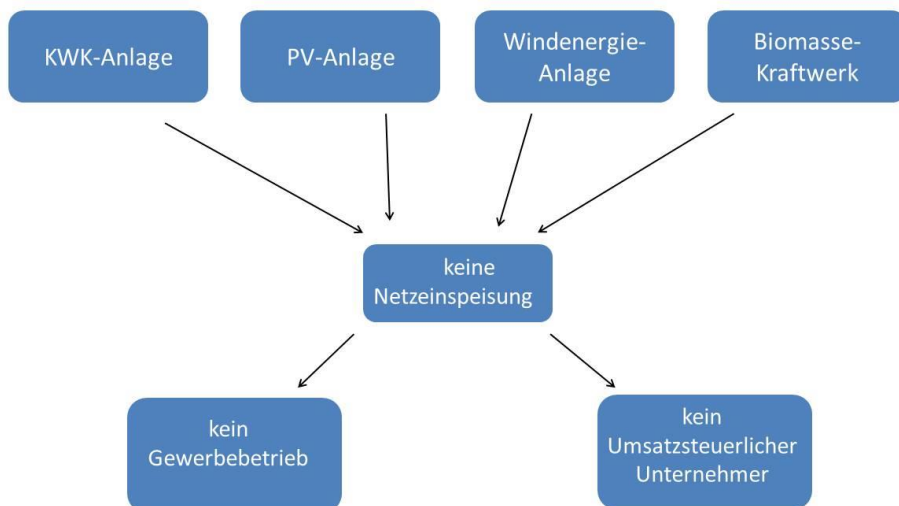 KWK-Anlage
PV-Anlage
Windenergie-
Anlage
Biomasse-
Kraftwerk
keine
Netzeinspeisung
kein
Gewerbebetrieb
kein
Umsatzsteuerlicher
Unternehmer